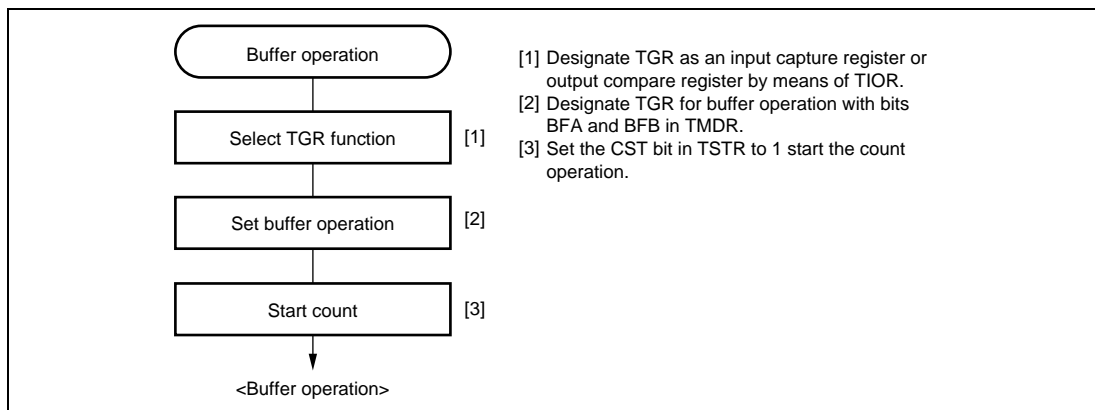 Buffer operation
Select TGR function
[1]
Set buffer operation
[2]
Start count
[3]
<Buffer operation>
[1] Designate TGR as an input capture register or
output compare register by means of TIOR.
[2] Designate TGR for buffer operation with bits
BFA and BFB in TMDR.
[3] Set the CST bit in TSTR to 1 start the count
operation.